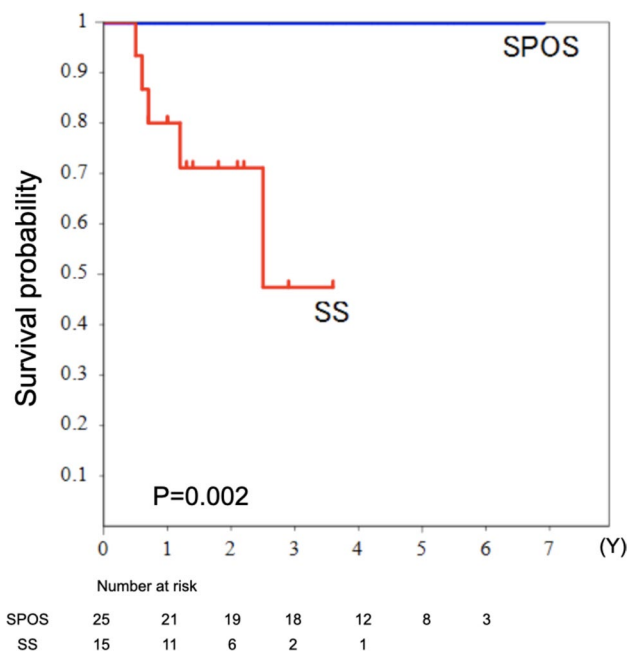 1
SPOS
0.9
0.8
0.7
0.6
0.5
SS
0.4
0.3
0.2
0.1
Survival probability
P=0.002
0 1 2 3 4 5 6 7 (Y)
Number at risk
SPOS 25 21 19 18 12 8 3
SS 15 11 6 2 1